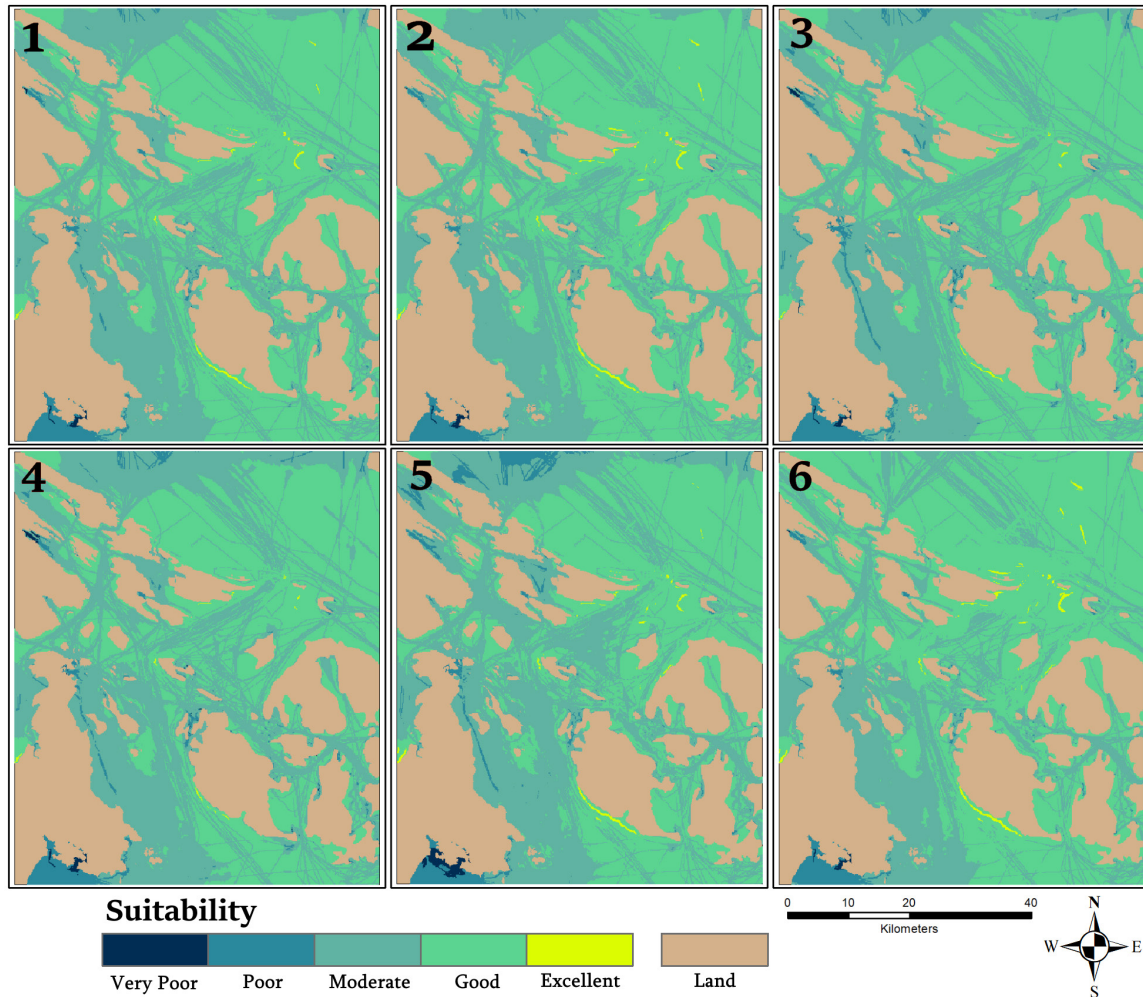 1
2
3
4
5
6
Suitability
Very Poor
Poor
Moderate
Good
Excellent
Land
0
10
20
40
Kilometers
N
W
E
S